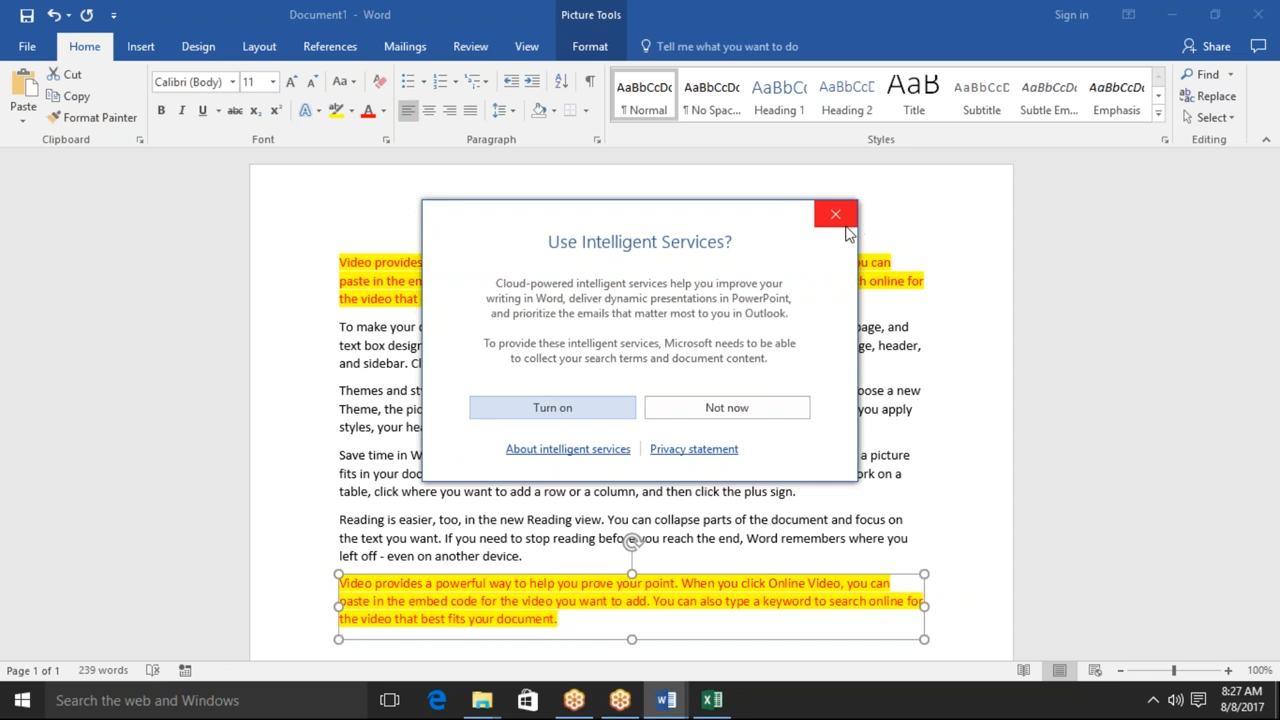 Document1 - Word
Picture Tools
Sign in
File Home Insert Design Layout References Mailings Review View Format Tell me what you want to do Share
Paste
Cut
Copy
Format Painter
Clipboard
Calibri (Body) 11
Font
Paragraph
AaBbCcDc AaBbCcDc AaBbCc AaBbCcC AaB AaBbCcD AaBbCcDc AaBbCcDc
¶ Normal ¶ No Spac... Heading 1 Heading 2 Title Subtitle Subtle Em... Emphasis
Styles
Find
Replace
Select
Editing
Use Intelligent Services?
Cloud-powered intelligent services help you improve your
writing in Word, deliver dynamic presentations in PowerPoint,
and prioritize the emails that matter most to you in Outlook.
To provide these intelligent services, Microsoft needs to be able
to collect your search terms and document content.
Turn on Not now
About intelligent services Privacy statement
Video provides can
paste in the online for
the video that
To make your page, and
text box header,
and sidebar.
Themes and choose a new
Theme, the you apply
styles, your
Save time in a picture
fits in your on a
table, click where you want to add a row or a column, and then click the plus sign.
Reading is easier, too, in the new Reading view. You can collapse parts of the document and focus on
the text you want. If you need to stop reading before you reach the end, Word remembers where you
left off - even on another device.
Video provides a powerful way to help you prove your point. When you click Online Video, you can
paste in the embed code for the video you want to add. You can also type a keyword to search online for
the video that best fits your document.
Page 1 of 1 239 words 100%
Search the web and Windows
8:27 AM
8/8/2017